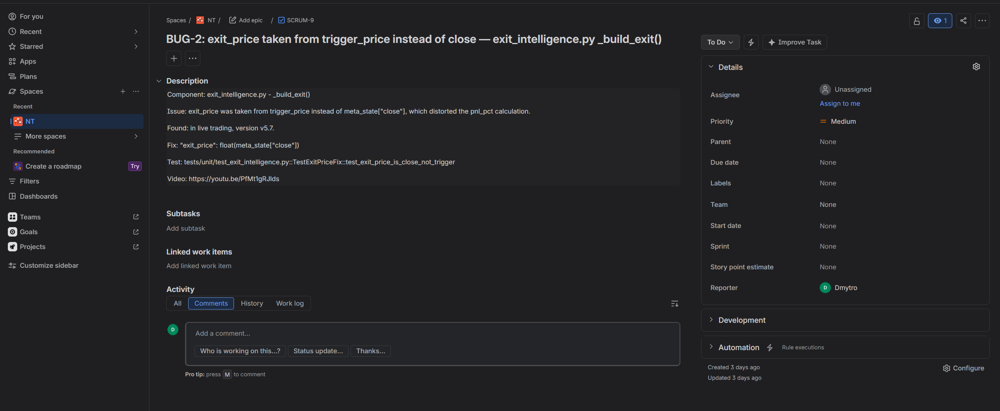 For you
Recent
Starred
Apps
Plans
Spaces
Recent
NT
More spaces
Recommended
Create a roadmap Try
Filters
Dashboards
Teams
Goals
Projects
Customize sidebar
Spaces / NT / Add epic / SCRUM-9
BUG-2: exit_price taken from trigger_price instead of close — exit_intelligence.py _build_exit()
Description
Component: exit_intelligence.py - _build_exit()
Issue: exit_price was taken from trigger_price instead of meta_state["close"], which distorted the pnl_pct calculation.
Found: in live trading, version v5.7.
Fix: "exit_price": float(meta_state["close"])
Test: tests/unit/test_exit_intelligence.py::TestExitPriceFix::test_exit_price_is_close_not_trigger
Video: https://youtu.be/PfMt1gRJlds
Subtasks
Add subtask
Linked work items
Add linked work item
Activity
All Comments History Work log
D
Add a comment...
Who is working on this...? Status update... Thanks...
Pro tip: press M to comment
1
To Do Improve Task
Details
Assignee Unassigned
Assign to me
Priority Medium
Parent None
Due date None
Labels None
Team None
Start date None
Sprint None
Story point estimate None
Reporter D Dmytro
Development
Automation Rule executions
Created 3 days ago
Updated 3 days ago
Configure